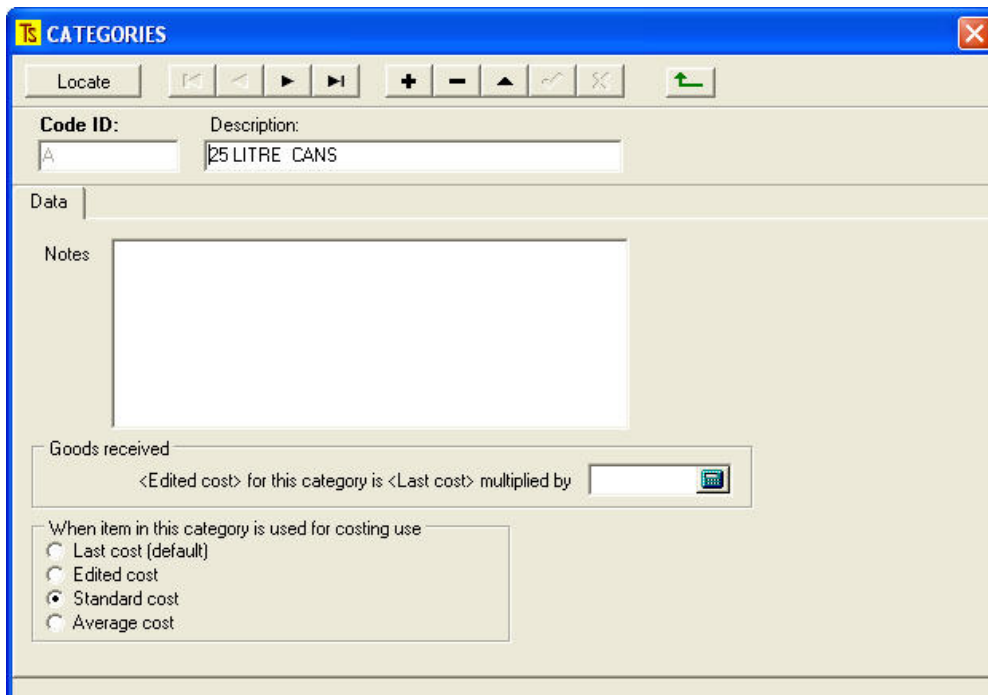 TS CATEGORIES
Locate
Code ID: Description:
A 25 LITRE CANS
Data
Notes
Goods received
<Edited cost> for this category is <Last cost> multiplied by
When item in this category is used for costing use
Last cost (default)
Edited cost
Standard cost
Average cost